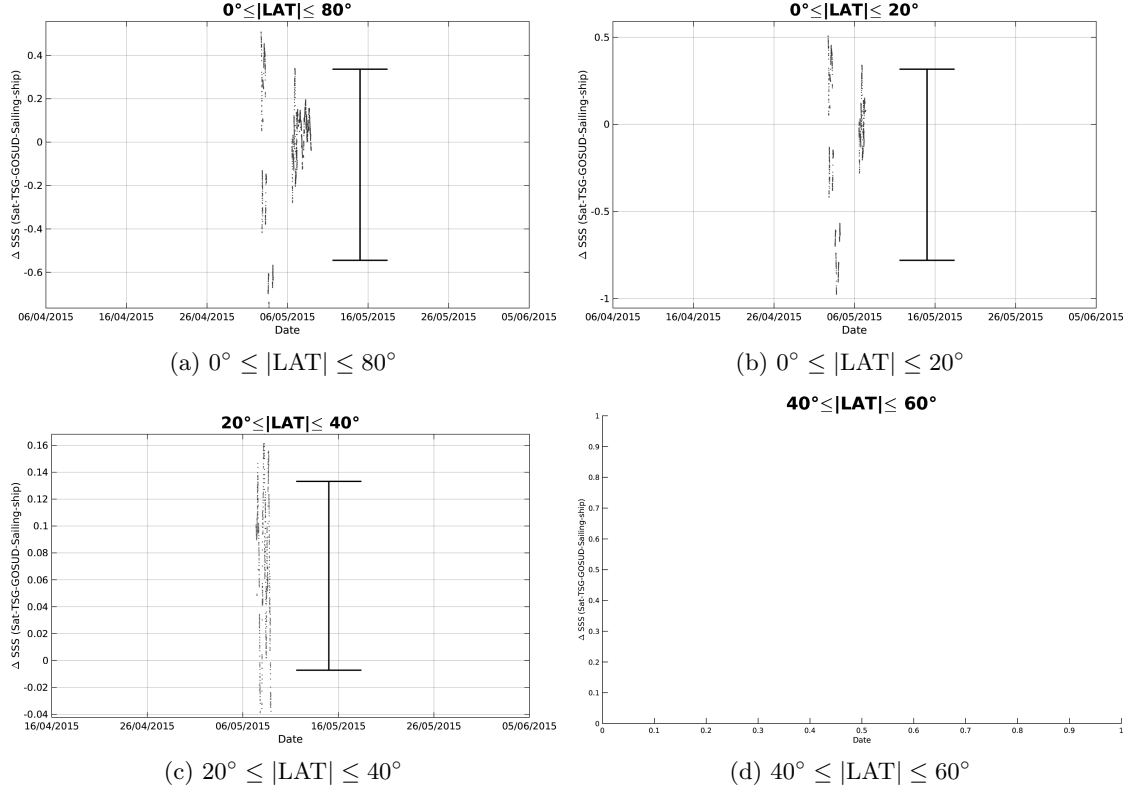 0°≤|LAT|≤ 80°
Δ SSS (Sat-TSG-GOSUD-Sailing-ship)
0.4
0.2
0
-0.2
-0.4
-0.6
06/04/2015 16/04/2015 26/04/2015 06/05/2015 16/05/2015 26/05/2015 05/06/2015
Date
(a) 0° ≤ |LAT| ≤ 80°
0°≤|LAT|≤ 20°
Δ SSS (Sat-TSG-GOSUD-Sailing-ship)
0.5
0
-0.5
-1
06/04/2015 16/04/2015 26/04/2015 06/05/2015 16/05/2015 26/05/2015 05/06/2015
Date
(b) 0° ≤ |LAT| ≤ 20°
20°≤|LAT|≤ 40°
Δ SSS (Sat-TSG-GOSUD-Sailing-ship)
0.16
0.14
0.12
0.1
0.08
0.06
0.04
0.02
0
-0.02
-0.04
16/04/2015 26/04/2015 06/05/2015 16/05/2015 26/05/2015 05/06/2015
Date
(c) 20° ≤ |LAT| ≤ 40°
40°≤|LAT|≤ 60°
Δ SSS (Sat-TSG-GOSUD-Sailing-ship)
1
0.9
0.8
0.7
0.6
0.5
0.4
0.3
0.2
0.1
0
0 0.1 0.2 0.3 0.4 0.5 0.6 0.7 0.8 0.9 1
Date
(d) 40° ≤ |LAT| ≤ 60°